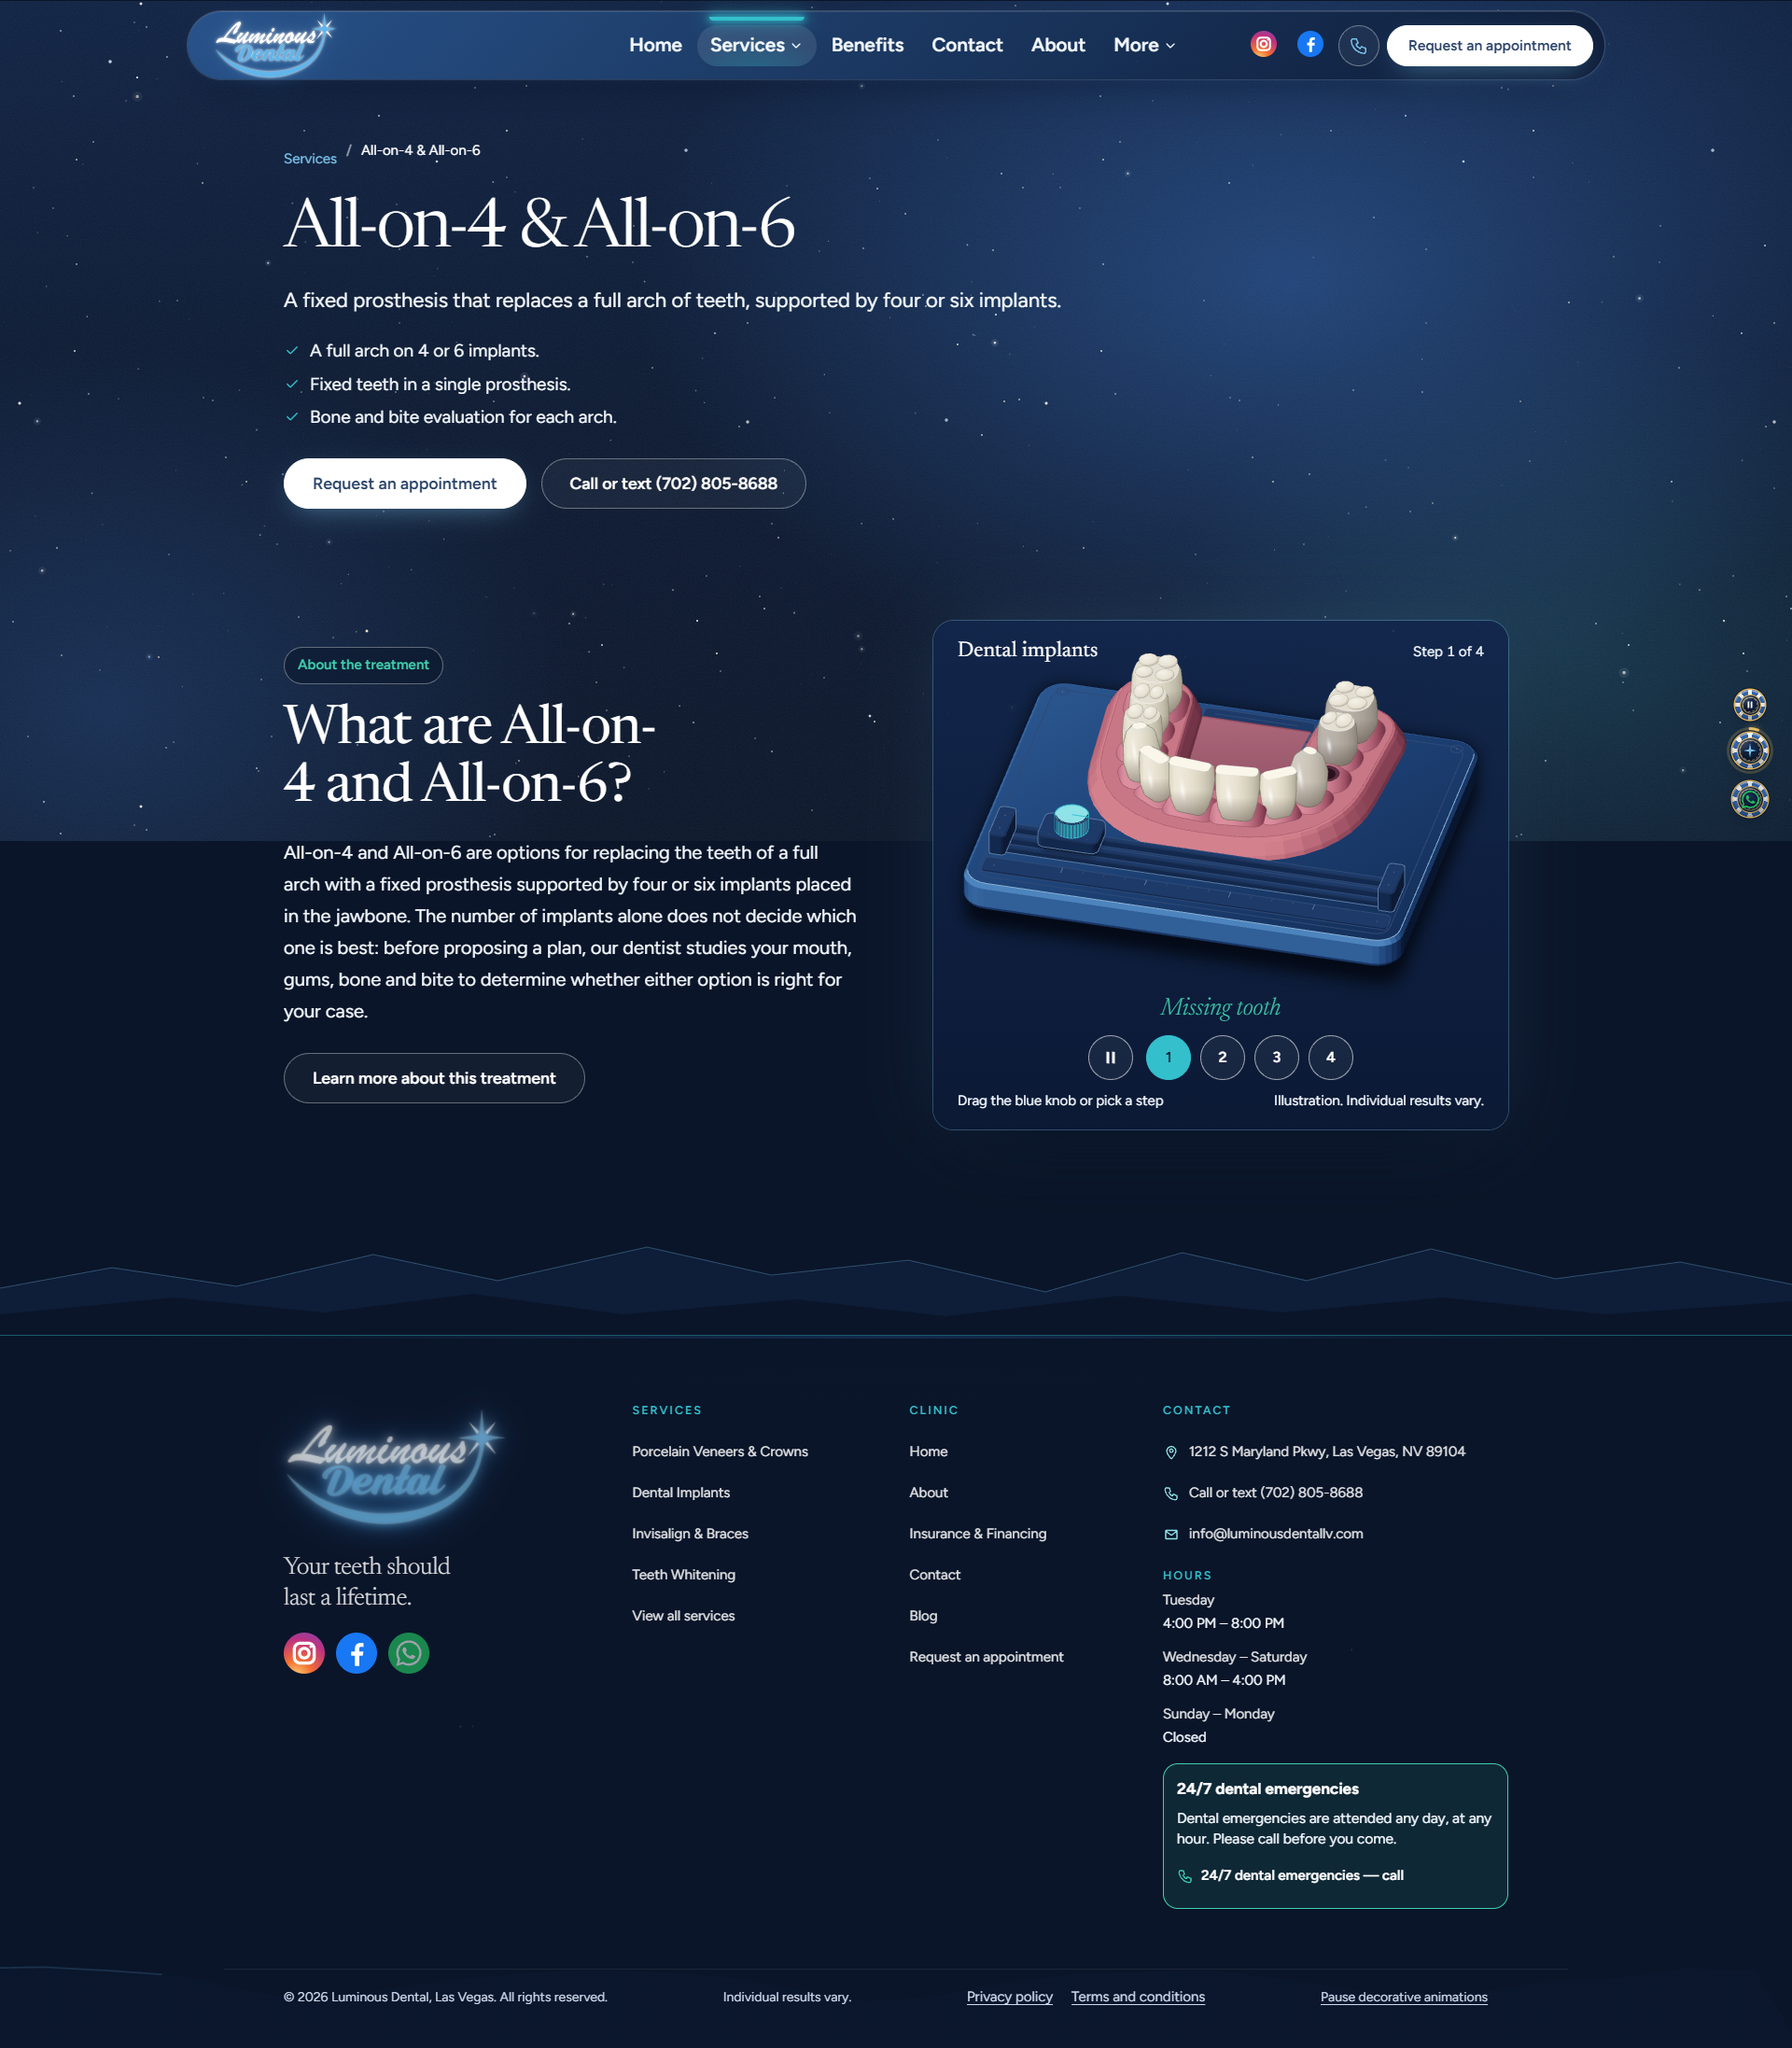 Luminous Dental
Home Services Benefits Contact About More Request an appointment
Services / All-on-4 & All-on-6
All-on-4 & All-on-6
A fixed prosthesis that replaces a full arch of teeth, supported by four or six implants.
A full arch on 4 or 6 implants.
Fixed teeth in a single prosthesis.
Bone and bite evaluation for each arch.
Request an appointment Call or text (702) 805-8688
About the treatment
What are All-on-
4 and All-on-6?
All-on-4 and All-on-6 are options for replacing the teeth of a full
arch with a fixed prosthesis supported by four or six implants placed
in the jawbone. The number of implants alone does not decide which
one is best: before proposing a plan, our dentist studies your mouth,
gums, bone and bite to determine whether either option is right for
your case.
Learn more about this treatment
Dental implants Step 1 of 4
Missing tooth
1 2 3 4
Drag the blue knob or pick a step Illustration. Individual results vary.
Luminous
Dental
Your teeth should
last a lifetime.
SERVICES
Porcelain Veneers & Crowns
Dental Implants
Invisalign & Braces
Teeth Whitening
View all services
CLINIC
Home
About
Insurance & Financing
Contact
Blog
Request an appointment
CONTACT
1212 S Maryland Pkwy, Las Vegas, NV 89104
Call or text (702) 805-8688
info@luminousdentallv.com
HOURS
Tuesday
4:00 PM – 8:00 PM
Wednesday – Saturday
8:00 AM – 4:00 PM
Sunday – Monday
Closed
24/7 dental emergencies
Dental emergencies are attended any day, at any
hour. Please call before you come.
24/7 dental emergencies — call
© 2026 Luminous Dental, Las Vegas. All rights reserved. Individual results vary. Privacy policy Terms and conditions Pause decorative animations